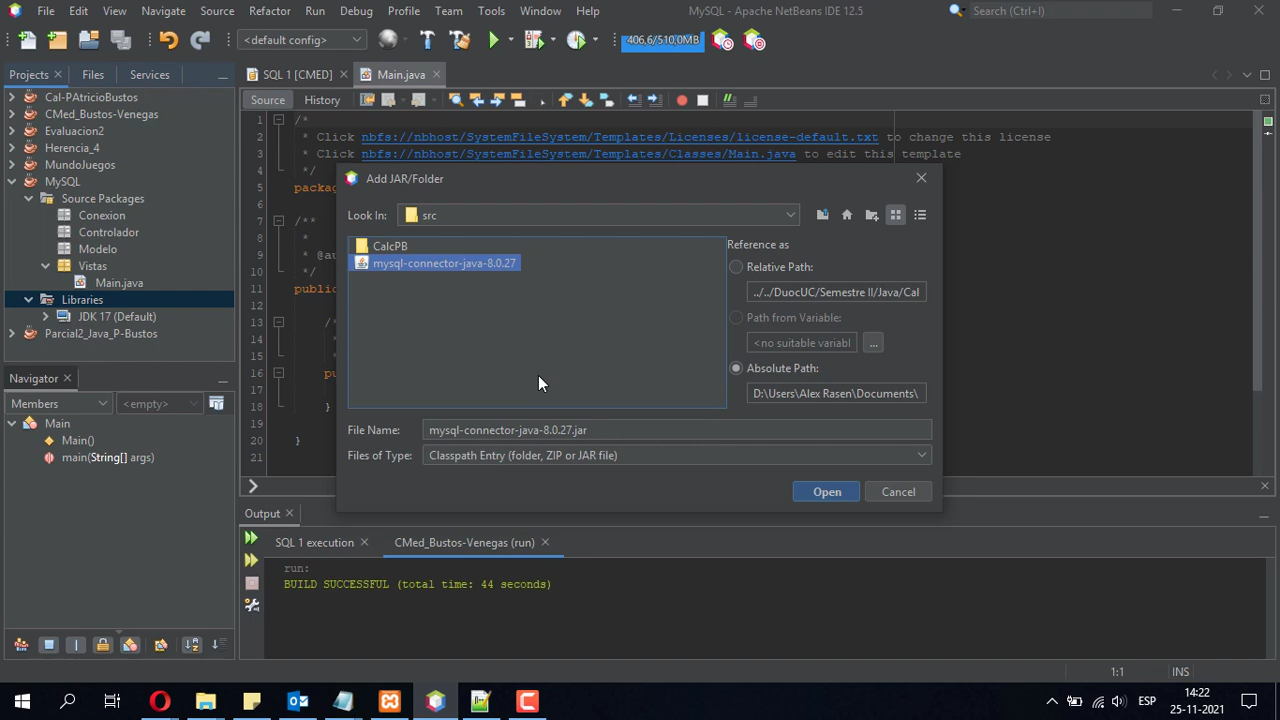 File Edit View Navigate Source Refactor Run Debug Profile Team Tools Window Help MySQL - Apache NetBeans IDE 12.5 Search (Ctrl+I)
<default config> 406,6/510,0MB
Projects Files Services
SQL 1 [CMED] Main.java
Cal-PAtricioBustos
CMed_Bustos-Venegas
Evaluacion2
Herencia_4
MundoJuegos
MySQL
Source Packages
Conexion
Controlador
Modelo
Vistas
Main.java
Libraries
JDK 17 (Default)
Parcial2_Java_P-Bustos
Navigator
Members <empty>
Main
Main()
main(String[] args)
Source History
1 /*
2 * Click nbfs://nbhost/SystemFileSystem/Templates/Licenses/license-default.txt to change this license
3 * Click nbfs://nbhost/SystemFileSystem/Templates/Classes/Main.java to edit this template
4 */
5 packa
6
7 /**
8 *
9 * @au
10 */
11 publi
12
13 /*
14 *
15 *
16 pu
17
18 }
19
20 }
21
Add JAR/Folder
Look In: src
CalcPB
mysql-connector-java-8.0.27
Reference as
Relative Path:
../../DuocUC/Semestre II/Java/Cal
Path from Variable:
<no suitable variabl ...
Absolute Path:
D:\Users\Alex Rasen\Documents\
File Name: mysql-connector-java-8.0.27.jar
Files of Type: Classpath Entry (folder, ZIP or JAR file)
Open Cancel
Output
SQL 1 execution CMed_Bustos-Venegas (run)
run:
BUILD SUCCESSFUL (total time: 44 seconds)
1:1 INS
ESP 14:22
25-11-2021